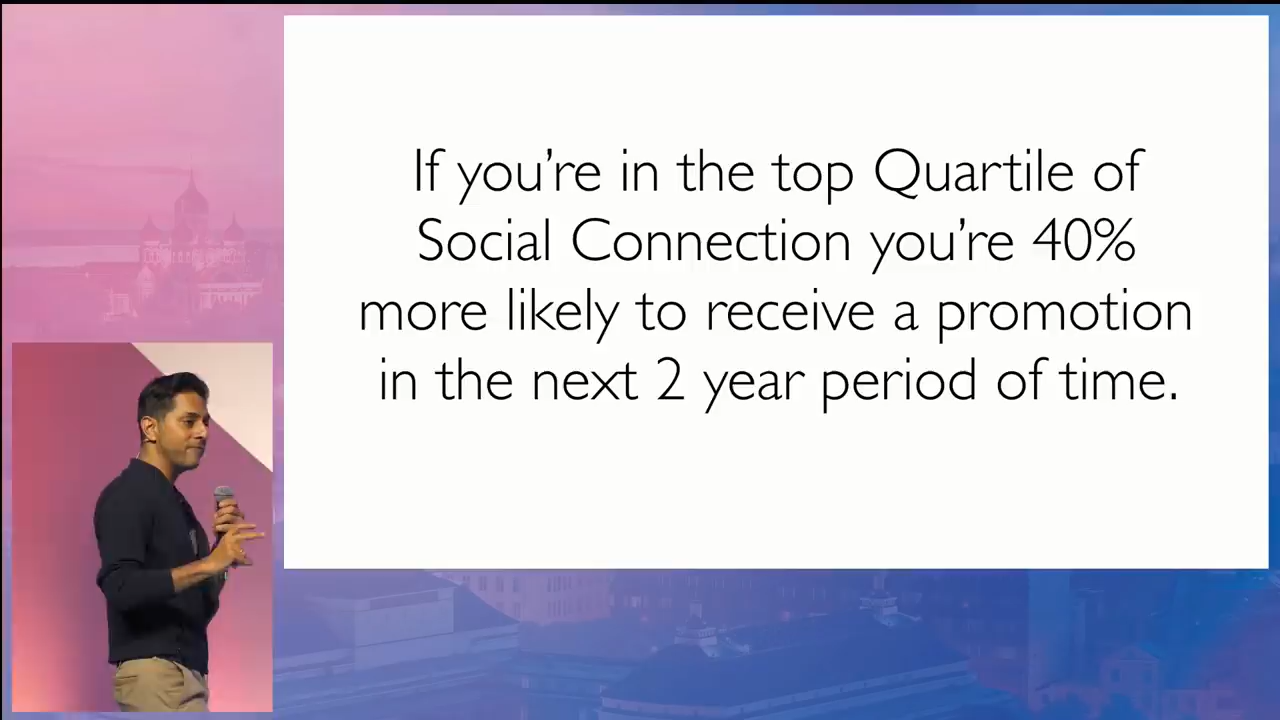 If you’re in the top Quartile of
Social Connection you’re 40%
more likely to receive a promotion
in the next 2 year period of time.